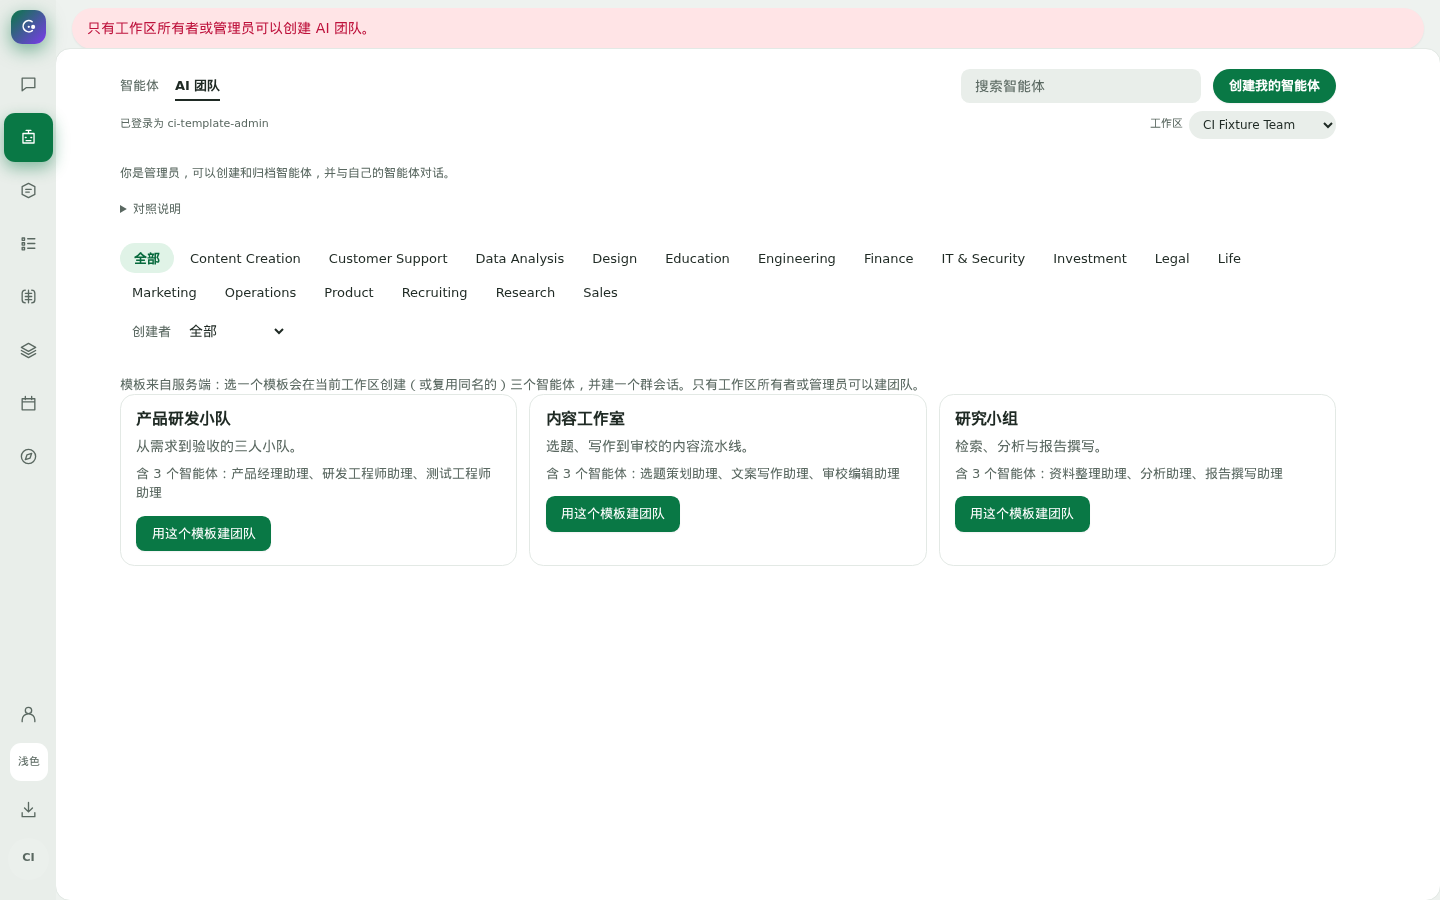 只有工作区所有者或管理员可以创建 AI 团队。
智能体 AI 团队
搜索智能体
创建我的智能体
已登录为 ci-template-admin
工作区 CI Fixture Team
你是管理员，可以创建和归档智能体，并与自己的智能体对话。
对照说明
全部 Content Creation Customer Support Data Analysis Design Education Engineering Finance IT & Security Investment Legal Life
Marketing Operations Product Recruiting Research Sales
创建者 全部
模板来自服务端：选一个模板会在当前工作区创建（或复用同名的）三个智能体，并建一个群会话。只有工作区所有者或管理员可以建团队。
产品研发小队
从需求到验收的三人小队。
含 3 个智能体：产品经理助理、研发工程师助理、测试工程师
助理
用这个模板建团队
内容工作室
选题、写作到审校的内容流水线。
含 3 个智能体：选题策划助理、文案写作助理、审校编辑助理
用这个模板建团队
研究小组
检索、分析与报告撰写。
含 3 个智能体：资料整理助理、分析助理、报告撰写助理
用这个模板建团队
浅色
CI